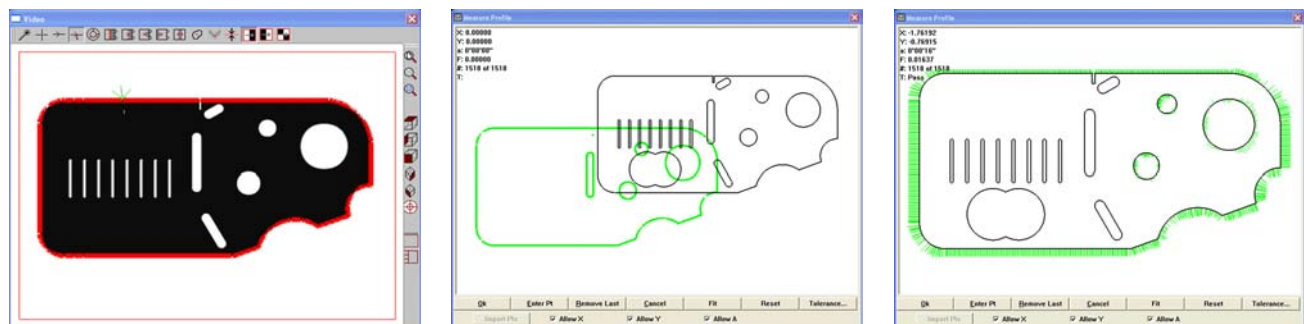 Video
Measure Profile
X: 0.00000
Y: 0.00000
a: 0°00'00"
F: 0.00000
#: 1518 of 1518
T:
Ok
Enter Pt
Remove Last
Cancel
Fit
Reset
Tolerance...
Import Pts
Allow X
Allow Y
Allow A
Measure Profile
X: -1.76192
Y: -0.76915
a: 0°00'16"
F: 0.01637
#: 1518 of 1518
T: Pass
Ok
Enter Pt
Remove Last
Cancel
Fit
Reset
Tolerance...
Import Pts
Allow X
Allow Y
Allow A